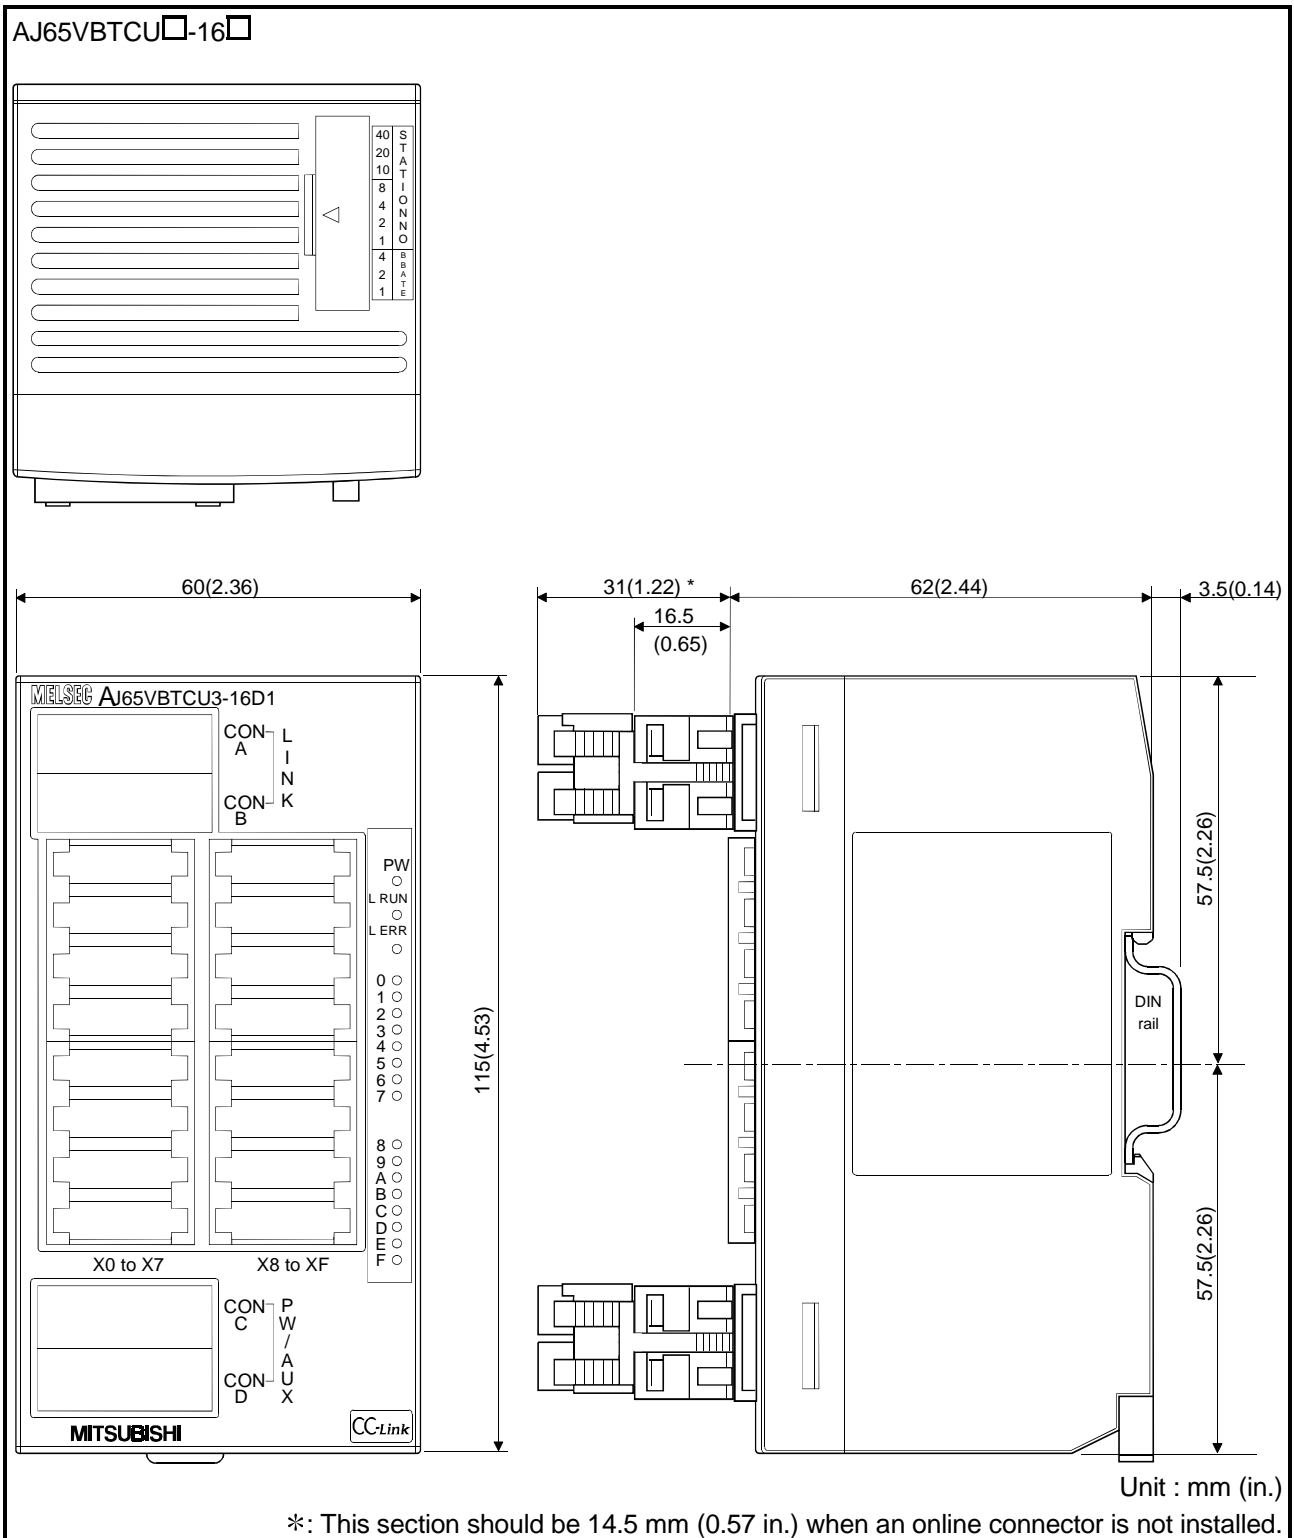 AJ65VBTCU□-16□
40
20
10
8
4
2
1
4
2
1
STATIONNO
BBATE
60(2.36)
31(1.22) *
62(2.44)
3.5(0.14)
16.5
(0.65)
MELSEC AJ65VBTCU3-16D1
CON
A
CON
B
LINK
PW
L RUN
L ERR
0
1
2
3
4
5
6
7
8
9
A
B
C
D
E
F
X0 to X7
X8 to XF
CON
C
CON
D
PW/AUX
MITSUBISHI
CC-Link
115(4.53)
57.5(2.26)
DIN
rail
57.5(2.26)
Unit : mm (in.)
*: This section should be 14.5 mm (0.57 in.) when an online connector is not installed.